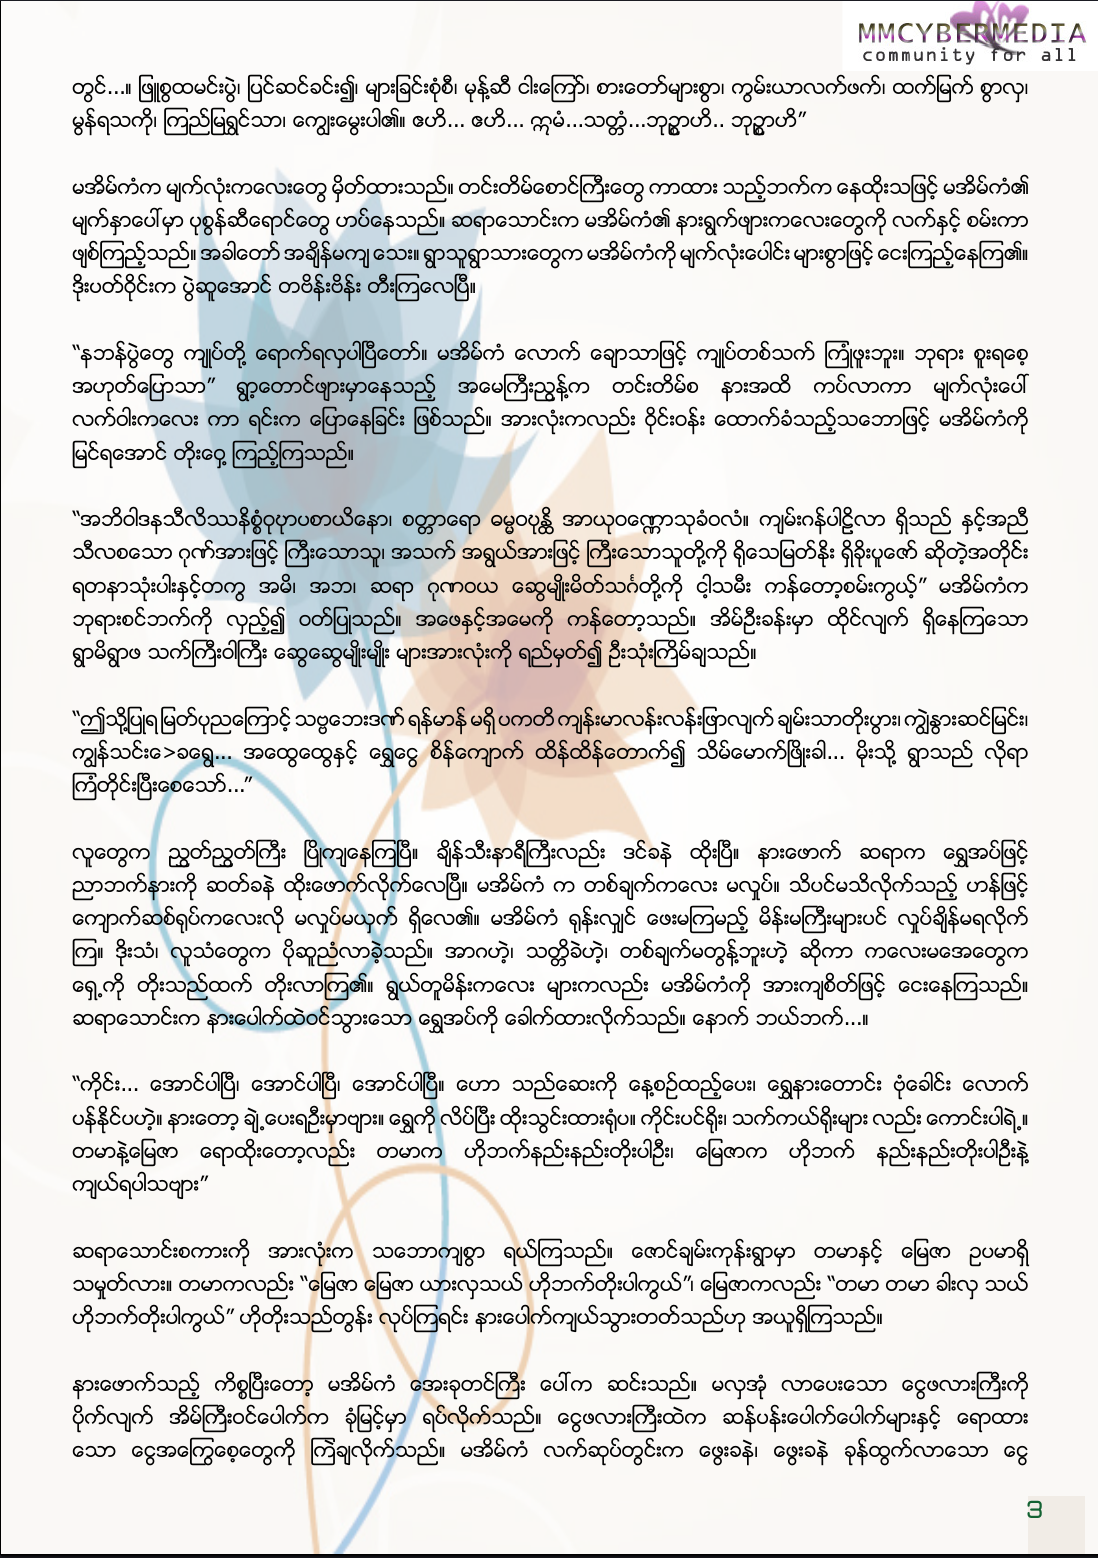 MMCYBERMEDIA
community for all
တွင်...။ ဖြူစွထမင်းပွဲ၊ ပြင်ဆင်ခင်း၍၊ များခြင်းစုံစီ၊ မုန့်ဆီ ငါးကြော်၊ စားတော်များစွာ၊ ကွမ်းယာလက်ဖက်၊ ထက်မြက် စွာလှ၊
မွန်ရသကို၊ ကြည်မြရွှင်သာ၊ ကျွေးမွေးပါ၏။ ဧဟိ... ဧဟိ... ဣမံ...သတ္တံ...ဘုဉ္စာဟိ.. ဘုဉ္စာဟိ”
မအိမ်ကံက မျက်လုံးကလေးတွေ မှိတ်ထားသည်။ တင်းတိမ်စောင်ကြီးတွေ ကာထား သည့်ဘက်က နေထိုးသဖြင့် မအိမ်ကံ၏
မျက်နှာပေါ်မှာ ပုစွန်ဆီရောင်တွေ ဟပ်နေသည်။ ဆရာသောင်းက မအိမ်ကံ၏ နားရွက်ဖျားကလေးတွေကို လက်နှင့် စမ်းကာ
ဖျစ်ကြည့်သည်။ အခါတော် အချိန်မကျ သေး။ ရွာသူရွာသားတွေက မအိမ်ကံကို မျက်လုံးပေါင်း များစွာဖြင့် ငေးကြည့်နေကြ၏။
ဒိုးပတ်ဝိုင်းက ပွဲဆူအောင် တဗိန်းဗိန်း တီးကြလေပြီ။
“နဘန်ပွဲတွေ ကျုပ်တို့ ရောက်ရလှပါပြီတော်။ မအိမ်ကံ လောက် ချောသာဖြင့် ကျုပ်တစ်သက် ကြုံဖူးဘူး။ ဘုရား စူးရစေ့
အဟုတ်ပြောသာ” ရွာ့တောင်ဖျားမှာနေသည့် အမေကြီးညွန့်က တင်းတိမ်စ နားအထိ ကပ်လာကာ မျက်လုံးပေါ်
လက်ဝါးကလေး ကာ ရင်းက ပြောနေခြင်း ဖြစ်သည်။ အားလုံးကလည်း ဝိုင်းဝန်း ထောက်ခံသည့်သဘောဖြင့် မအိမ်ကံကို
မြင်ရအောင် တိုးဝှေ့ ကြည့်ကြသည်။
“အဘိဝါဒနသီလိဿနိစ္စံဝုဎာပစာယိနော၊ စတ္တာရော ဓမ္မဝပုန္တိ အာယုဝဏ္ဏောသုခံဝလံ။ ကျမ်းဂန်ပါဠိလာ ရှိသည် နှင့်အညီ
သီလစသော ဂုဏ်အားဖြင့် ကြီးသောသူ၊ အသက် အရွယ်အားဖြင့် ကြီးသောသူတို့ကို ရိုသေမြတ်နိုး ရှိခိုးပူဇော် ဆိုတဲ့အတိုင်း
ရတနာသုံးပါးနှင့်တကွ အမိ၊ အဘ၊ ဆရာ ဂုဏဝယ ဆွေမျိုးမိတ်သင်္ဂတို့ကို ငါ့သမီး ကန်တော့စမ်းကွယ့်” မအိမ်ကံက
ဘုရားစင်ဘက်ကို လှည့်၍ ဝတ်ပြုသည်။ အဖေနှင့်အမေကို ကန်တော့သည်။ အိမ်ဦးခန်းမှာ ထိုင်လျက် ရှိနေကြသော
ရွာမိရွာဖ သက်ကြီးဝါကြီး ဆွေဆွေမျိုးမျိုး များအားလုံးကို ရည်မှတ်၍ ဦးသုံးကြိမ်ချသည်။
“ဤသို့ပြုရမြတ်ပုညကြောင့် သဗ္ဗဘေးဒဏ် ရန်မာန် မရှိ ပကတိ ကျန်းမာလန်းလန်းဖြာလျက် ချမ်းသာတိုးပွား၊ ကျွဲနွားဆင်မြင်း၊
ကျွန်သင်းေ>ခရွေ... အထွေထွေနှင့် ရွှေငွေ စိန်ကျောက် ထိန်ထိန်တောက်၍ သိမ်မောက်ဖြိုးခါ... မိုးသို့ ရွာသည် လိုရာ
ကြံတိုင်းပြီးစေသော်...”
လူတွေက ညွှတ်ညွှတ်ကြီး ပြိုကျနေကြပြီ။ ချိန်သီးနာရီကြီးလည်း ဒင်ခနဲ ထိုးပြီ။ နားဖောက် ဆရာက ရွှေအပ်ဖြင့်
ညာဘက်နားကို ဆတ်ခနဲ ထိုးဖောက်လိုက်လေပြီ။ မအိမ်ကံ က တစ်ချက်ကလေး မလှုပ်။ သိပင်မသိလိုက်သည့် ဟန်ဖြင့်
ကျောက်ဆစ်ရုပ်ကလေးလို မလှုပ်မယှက် ရှိလေ၏။ မအိမ်ကံ ရုန်းလျှင် ဖေးမကြမည့် မိန်းမကြီးများပင် လှုပ်ချိန်မရလိုက်
ကြ။ ဒိုးသံ၊ လူသံတွေက ပိုဆူညံလာခဲ့သည်။ အာဂဟဲ့၊ သတ္တိခဲဟဲ့၊ တစ်ချက်မတွန့်ဘူးဟဲ့ ဆိုကာ ကလေးမအေတွေက
ရှေ့ကို တိုးသည်ထက် တိုးလာကြ၏။ ရွယ်တူမိန်းကလေး များကလည်း မအိမ်ကံကို အားကျစိတ်ဖြင့် ငေးနေကြသည်။
ဆရာသောင်းက နားပေါက်ထဲဝင်သွားသော ရွှေအပ်ကို ခေါက်ထားလိုက်သည်။ နောက် ဘယ်ဘက်...။
“ကိုင်း... အောင်ပါပြီ၊ အောင်ပါပြီ၊ အောင်ပါပြီ။ ဟော သည်ဆေးကို နေ့စဉ်ထည့်ပေး၊ ရွှေနားတောင်း ဗုံခေါင်း လောက်
ပန်နိုင်ပဟဲ့။ နားတော့ ချဲ့ပေးရဦးမှာဗျား။ ရွှေကို လိပ်ပြီး ထိုးသွင်းထားရုံပ။ ကိုင်းပင်ရိုး၊ သက်ကယ်ရိုးများ လည်း ကောင်းပါရဲ့။
တမာနဲ့မြေဇာ ရောထိုးတော့လည်း တမာက ဟိုဘက်နည်းနည်းတိုးပါဦး၊ မြေဇာက ဟိုဘက် နည်းနည်းတိုးပါဦးနဲ့
ကျယ်ရပါသဗျား”
ဆရာသောင်းစကားကို အားလုံးက သဘောကျစွာ ရယ်ကြသည်။ ဇောင်ချမ်းကုန်းရွာမှာ တမာနှင့် မြေဇာ ဥပမာရှိ
သမှုတ်လား။ တမာကလည်း “မြေဇာ မြေဇာ ယားလှသယ် ဟိုဘက်တိုးပါကွယ်”၊ မြေဇာကလည်း “တမာ တမာ ခါးလှ သယ်
ဟိုဘက်တိုးပါကွယ်” ဟိုတိုးသည်တွန်း လုပ်ကြရင်း နားပေါက်ကျယ်သွားတတ်သည်ဟု အယူရှိကြသည်။
နားဖောက်သည့် ကိစ္စပြီးတော့ မအိမ်ကံ အေးခုတင်ကြီး ပေါ်က ဆင်းသည်။ မလှအုံ လာပေးသော ငွေဖလားကြီးကို
ပိုက်လျက် အိမ်ကြီးဝင်ပေါက်က ခုံမြင့်မှာ ရပ်လိုက်သည်။ ငွေဖလားကြီးထဲက ဆန်ပန်းပေါက်ပေါက်များနှင့် ရောထား
သော ငွေအကြွေစေ့တွေကို ကြဲချလိုက်သည်။ မအိမ်ကံ လက်ဆုပ်တွင်းက ဖွေးခနဲ၊ ဖွေးခနဲ ခုန်ထွက်လာသော ငွေ
3